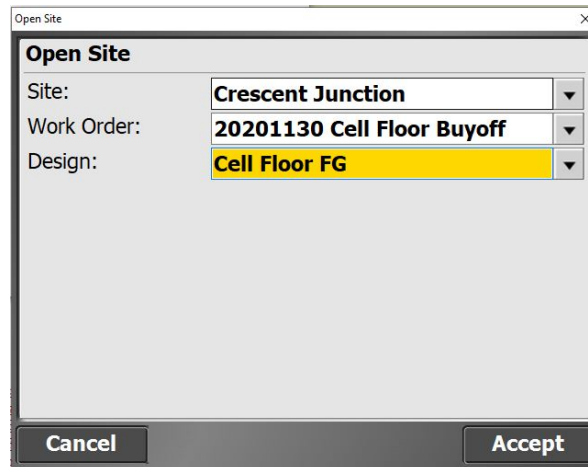 Open Site
Open Site
Site: Crescent Junction
Work Order: 20201130 Cell Floor Buyoff
Design: Cell Floor FG
Cancel Accept